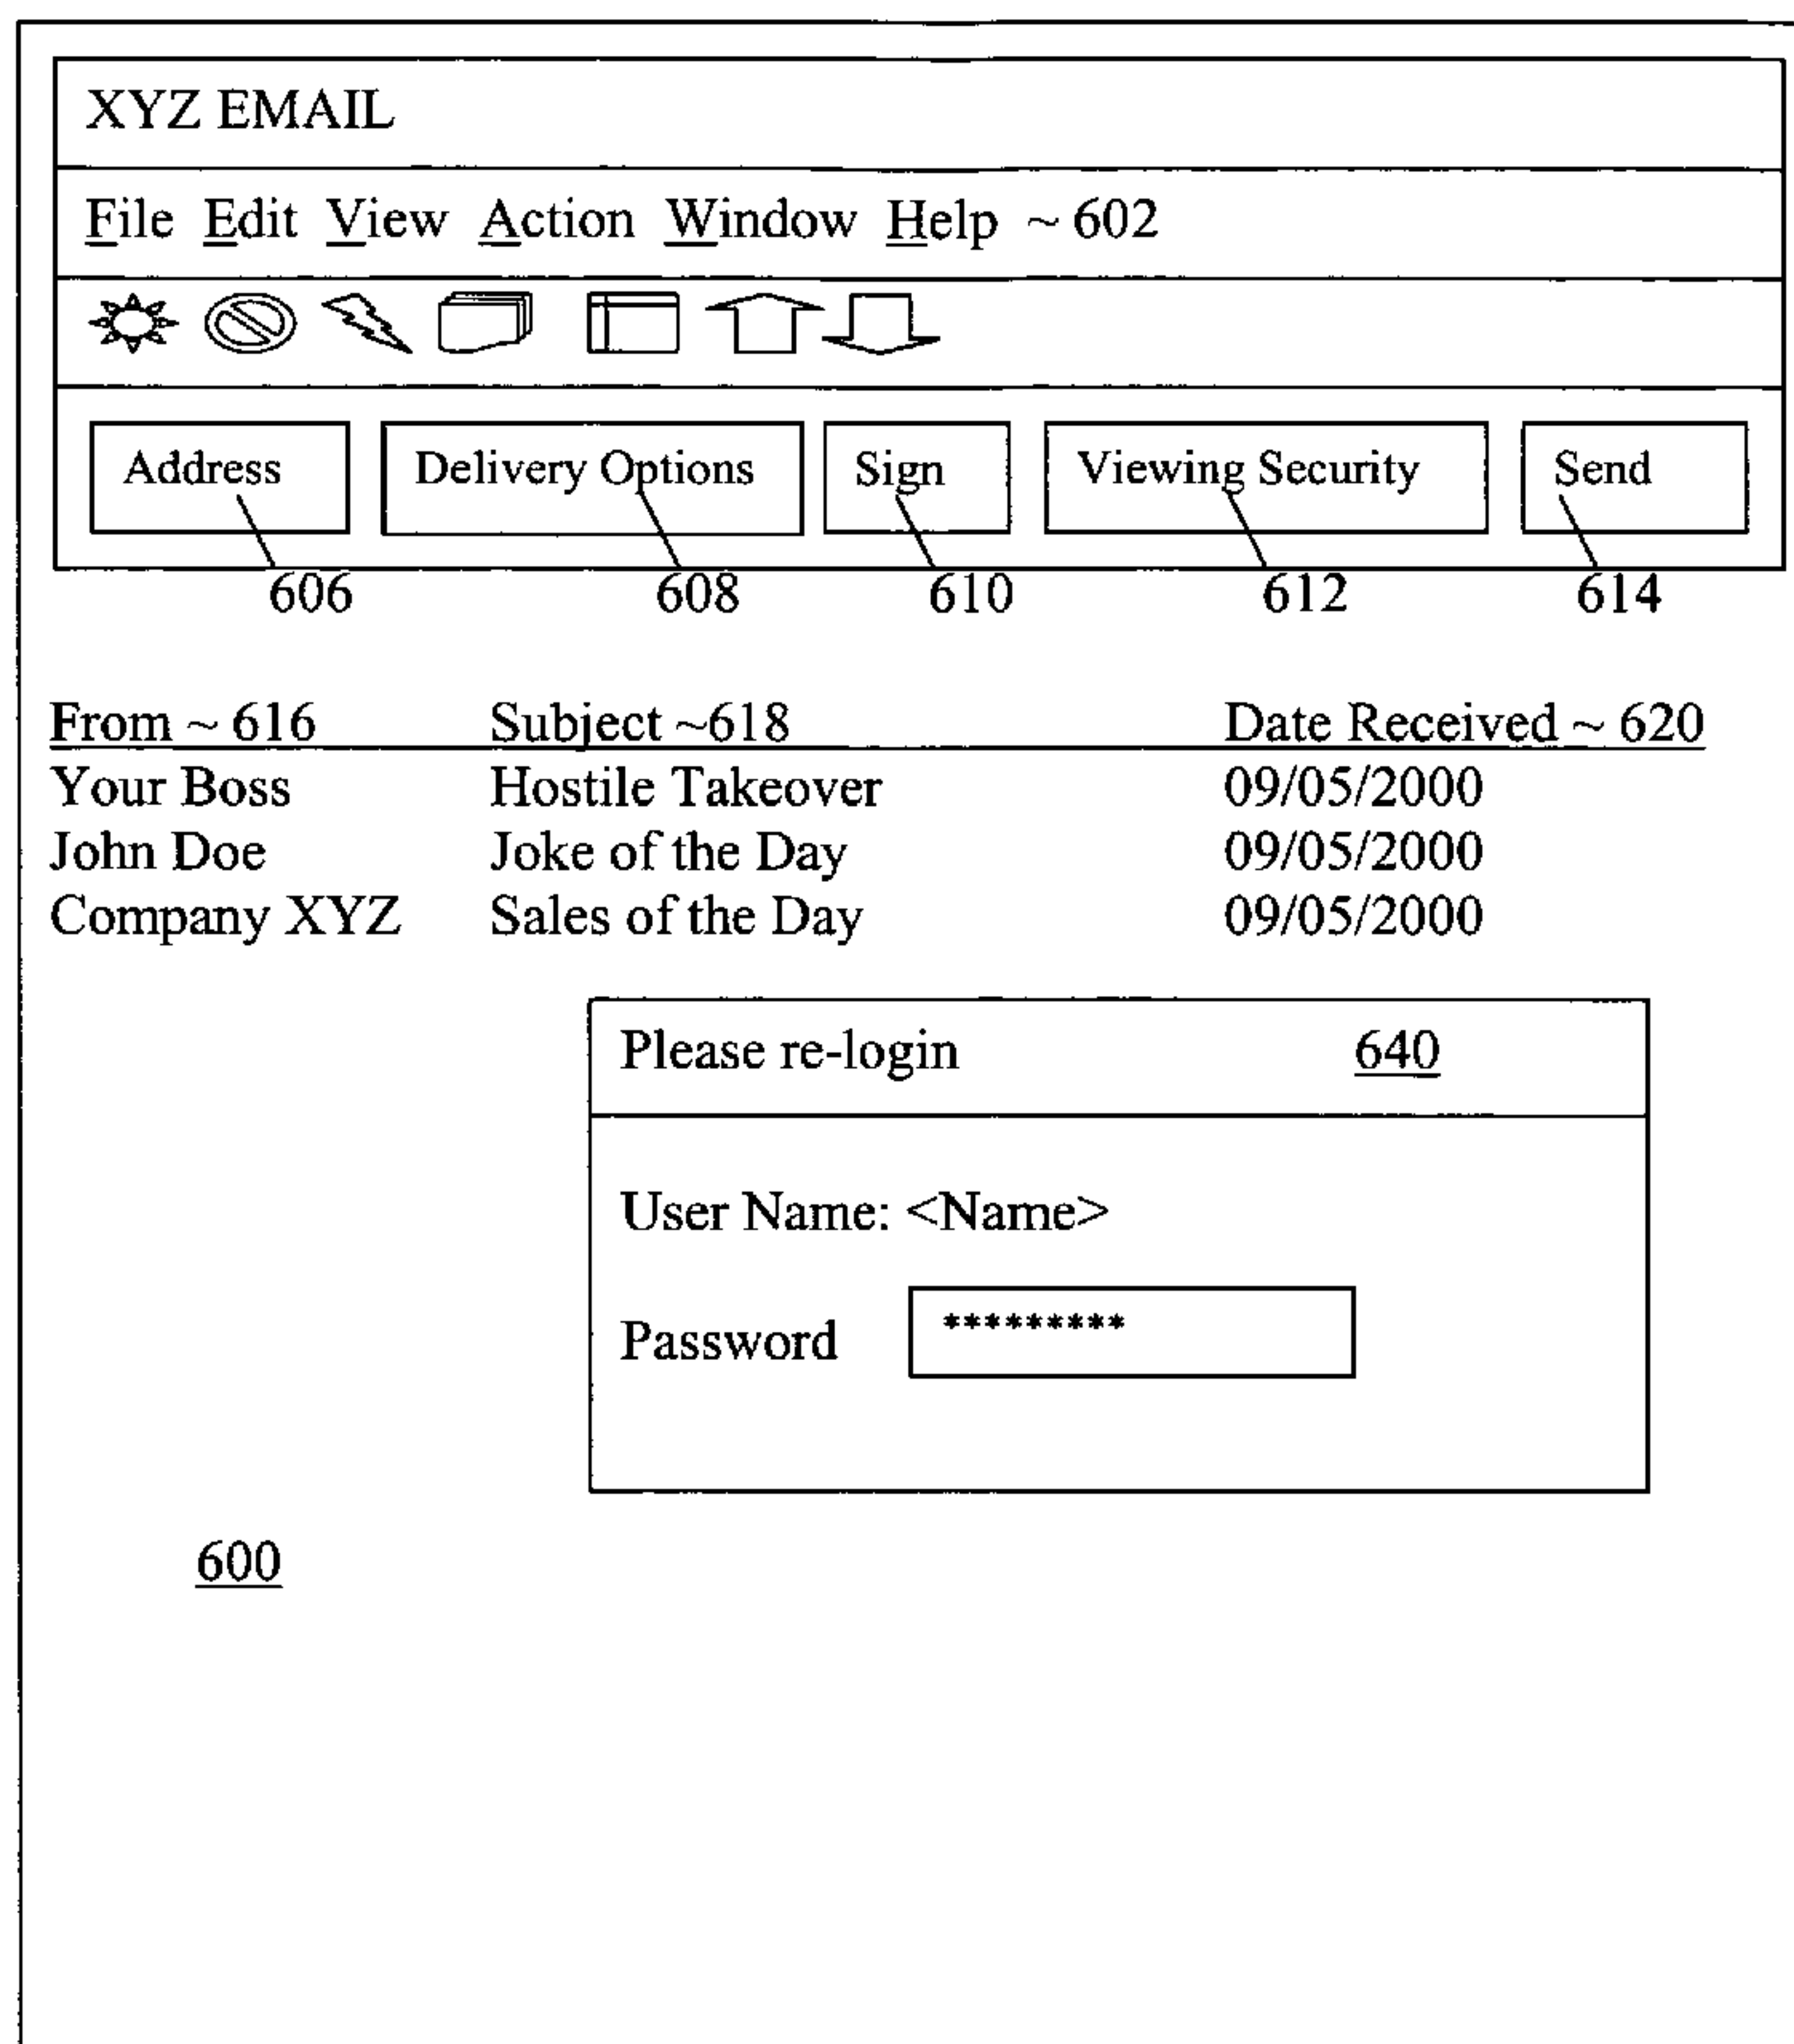 XYZ EMAIL
File Edit View Action Window Help ~ 602
Address Delivery Options Sign Viewing Security Send
606 608 610 612 614
From ~ 616 Subject ~618 Date Received ~ 620
Your Boss Hostile Takeover 09/05/2000
John Doe Joke of the Day 09/05/2000
Company XYZ Sales of the Day 09/05/2000
Please re-login 640
User Name: <Name>
Password *********
600